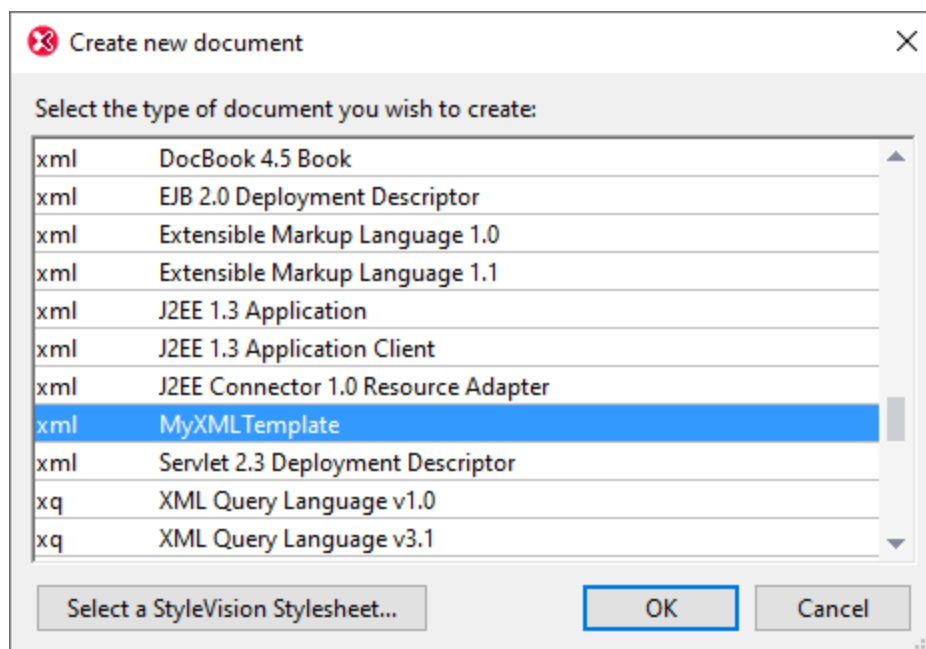 Create new document
Select the type of document you wish to create:
xml DocBook 4.5 Book
xml EJB 2.0 Deployment Descriptor
xml Extensible Markup Language 1.0
xml Extensible Markup Language 1.1
xml J2EE 1.3 Application
xml J2EE 1.3 Application Client
xml J2EE Connector 1.0 Resource Adapter
xml MyXMLTemplate
xml Servlet 2.3 Deployment Descriptor
xq XML Query Language v1.0
xq XML Query Language v3.1
Select a StyleVision Stylesheet... OK Cancel